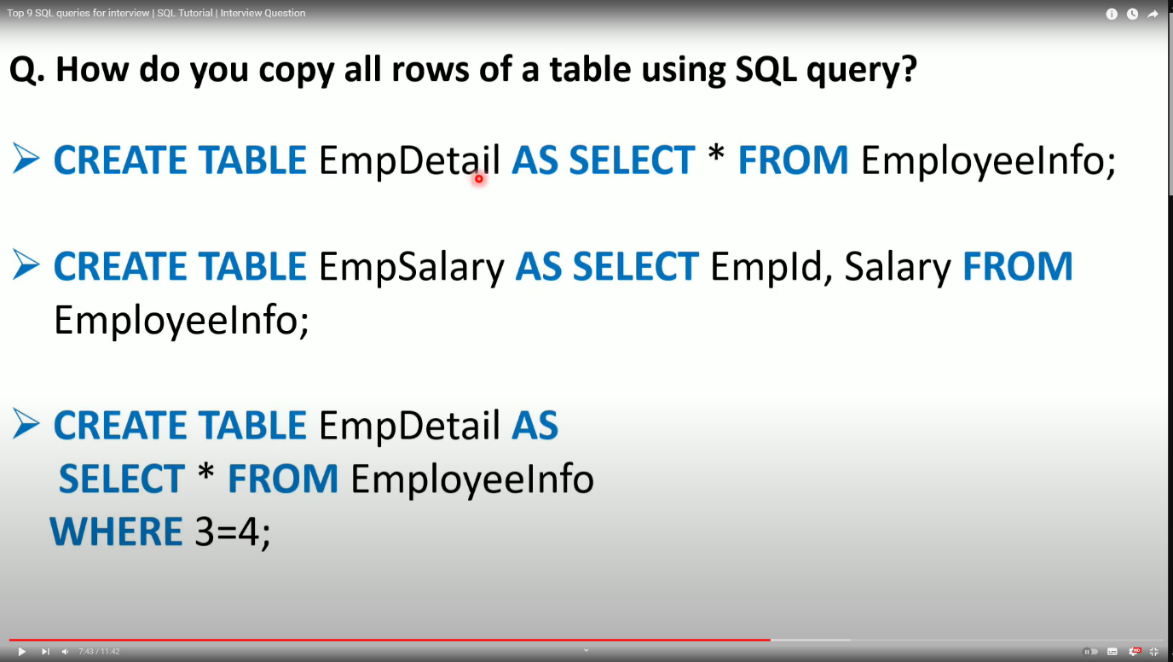 Top 9 SQL queries for interview | SQL Tutorial | Interview Question
Q. How do you copy all rows of a table using SQL query?
CREATE TABLE EmpDetail AS SELECT * FROM EmployeeInfo;
CREATE TABLE EmpSalary AS SELECT EmpId, Salary FROM
EmployeeInfo;
CREATE TABLE EmpDetail AS
SELECT * FROM EmployeeInfo
WHERE 3=4;
7:43 / 11:42